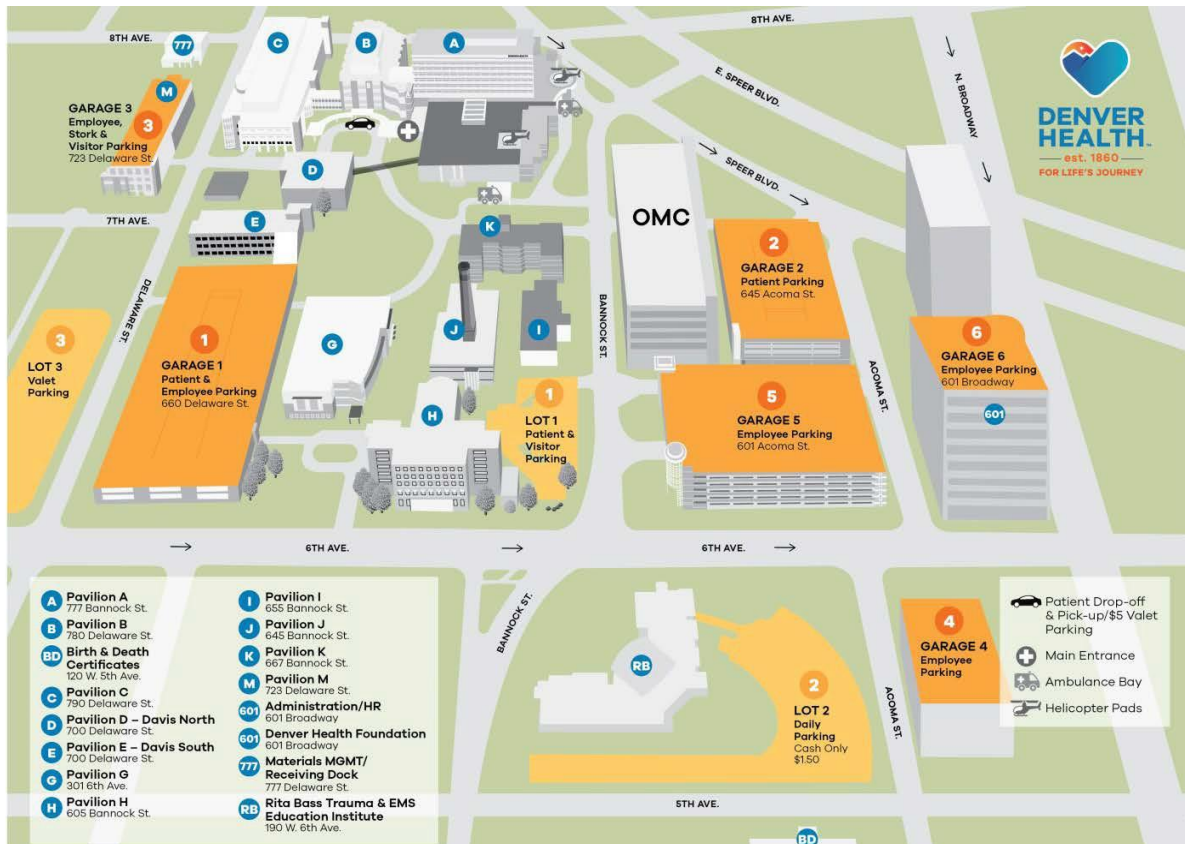 8TH AVE.
8TH AVE.
777
C
B
A
M
E. SPEER BLVD.
N. BROADWAY
DENVER
HEALTH™
est. 1860
FOR LIFE'S JOURNEY
GARAGE 3
Employee,
Stork &
Visitor Parking
723 Delaware St.
3
D
SPEER BLVD.
7TH AVE.
E
K
OMC
2
GARAGE 2
Patient Parking
645 Acoma St.
DELAWARE ST.
BANNOCK ST.
3
LOT 3
Valet
Parking
1
GARAGE 1
Patient &
Employee Parking
660 Delaware St.
G
J
I
6
GARAGE 6
Employee Parking
601 Broadway
601
ACOMA ST.
H
1
LOT 1
Patient &
Visitor
Parking
5
GARAGE 5
Employee Parking
601 Acoma St.
6TH AVE.
6TH AVE.
A Pavilion A
777 Bannock St.
B Pavilion B
780 Delaware St.
BD Birth & Death
Certificates
120 W. 5th Ave.
C Pavilion C
790 Delaware St.
D Pavilion D – Davis North
700 Delaware St.
E Pavilion E – Davis South
700 Delaware St.
G Pavilion G
301 6th Ave.
H Pavilion H
605 Bannock St.
I Pavilion I
655 Bannock St.
J Pavilion J
645 Bannock St.
K Pavilion K
667 Bannock St.
M Pavilion M
723 Delaware St.
601 Administration/HR
601 Broadway
601 Denver Health Foundation
601 Broadway
777 Materials MGMT/
Receiving Dock
777 Delaware St.
RB Rita Bass Trauma & EMS
Education Institute
190 W. 6th Ave.
BANNOCK ST.
RB
2
LOT 2
Daily
Parking
Cash Only
$1.50
ACOMA ST.
4
GARAGE 4
Employee
Parking
Patient Drop-off
& Pick-up/$5 Valet
Parking
Main Entrance
Ambulance Bay
Helicopter Pads
5TH AVE.
BD